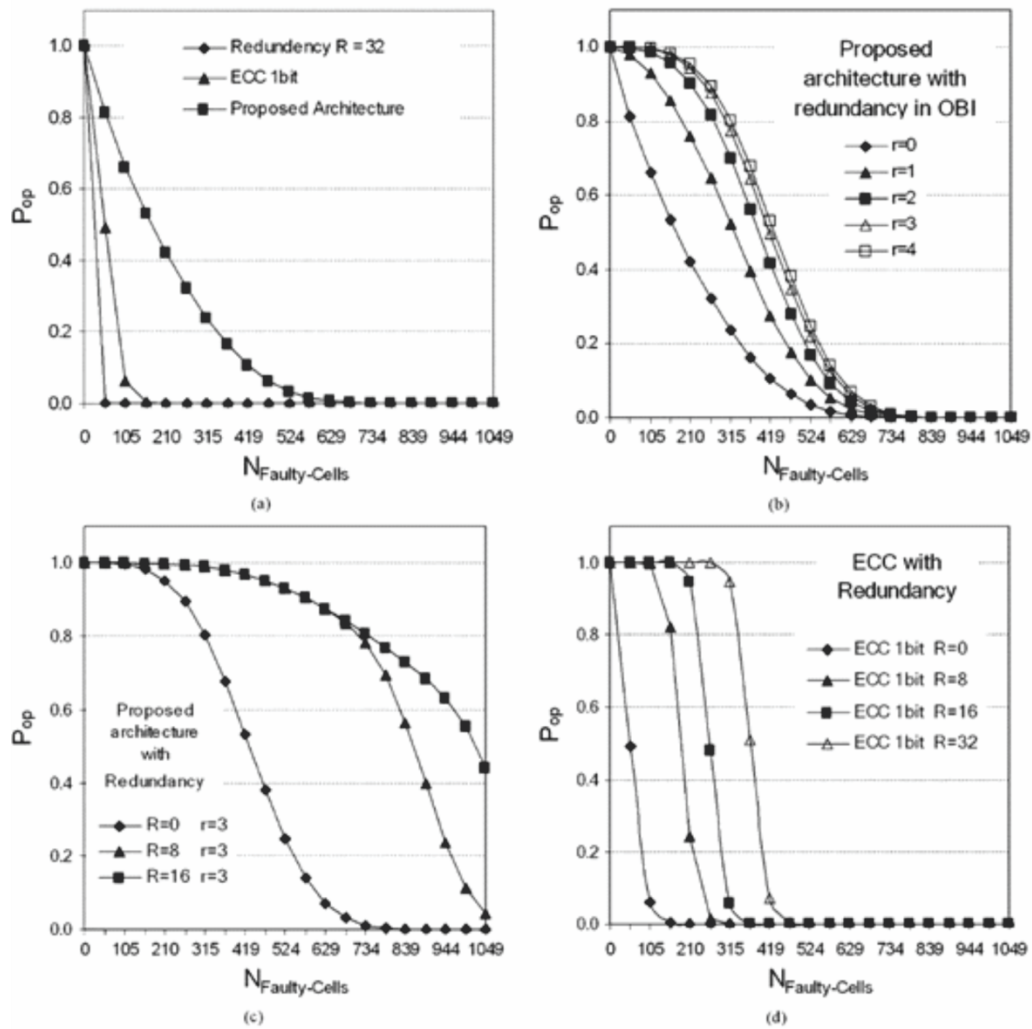 1.0
0.8
0.6
0.4
0.2
0.0
Pop
Redundency R = 32
ECC 1bit
Proposed Architecture
0 105 210 315 419 524 629 734 839 944 1049
NFaulty-Cells
(a)
1.0
0.8
0.6
0.4
0.2
0.0
Pop
Proposed
architecture with
redundancy in OBI
r=0
r=1
r=2
r=3
r=4
0 105 210 315 419 524 629 734 839 944 1049
NFaulty-Cells
(b)
1.0
0.8
0.6
0.4
0.2
0.0
Pop
Proposed
architecture
with
Redundancy
R=0 r=3
R=8 r=3
R=16 r=3
0 105 210 315 419 524 629 734 839 944 1049
NFaulty-Cells
(c)
1.0
0.8
0.6
0.4
0.2
0.0
Pop
ECC with
Redundancy
ECC 1bit R=0
ECC 1bit R=8
ECC 1bit R=16
ECC 1bit R=32
0 105 210 315 419 524 629 734 839 944 1049
NFaulty-Cells
(d)